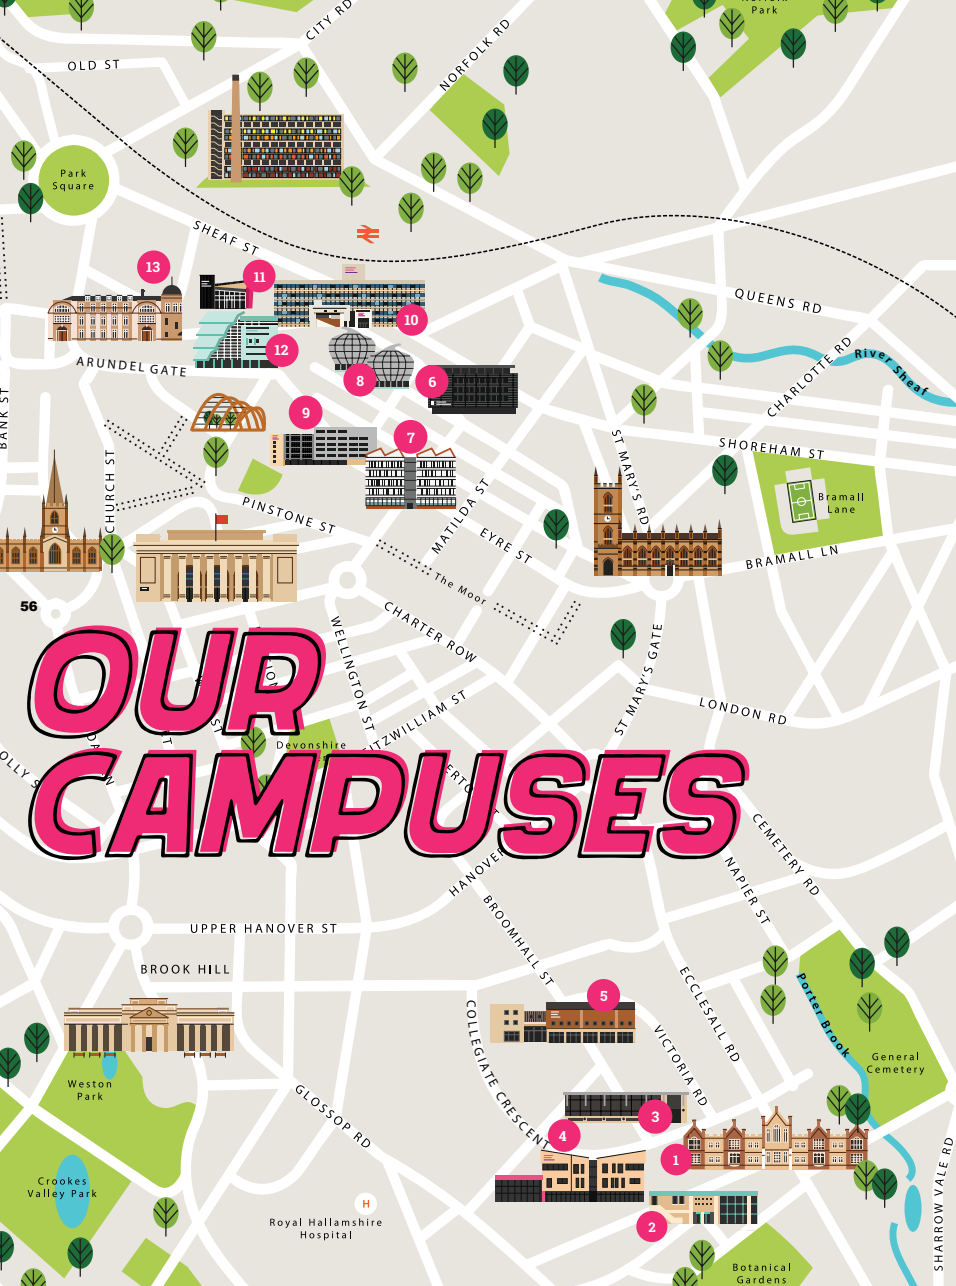 Park
CITY RD
NORFOLK RD
OLD ST
Park
Square
SHEAF ST
13
11
QUEENS RD
10
12
River Sheaf
CHARLOTTE RD
ARUNDEL GATE
8
6
BANK ST
9
7
ST MARY'S RD
SHOREHAM ST
CHURCH ST
MATILDA ST
Bramall
Lane
PINSTONE ST
EYRE ST
BRAMALL LN
The Moor
56
CHARTER ROW
WELLINGTON ST
ST MARY'S GATE
OUR
LONDON RD
FITZWILLIAM ST
Devonshire
CAMPUSES
CEMETERY RD
HANOVER
NAPIER ST
BROOMHALL ST
UPPER HANOVER ST
BROOK HILL
5
COLLEGIATE CRESCENT
ECCLESALL RD
Porter Brook
VICTORIA RD
General
Cemetery
Weston
Park
GLOSSOP RD
3
4
1
SHARROW VALE RD
Crookes
Valley Park
H
Royal Hallamshire
Hospital
2
Botanical
Gardens